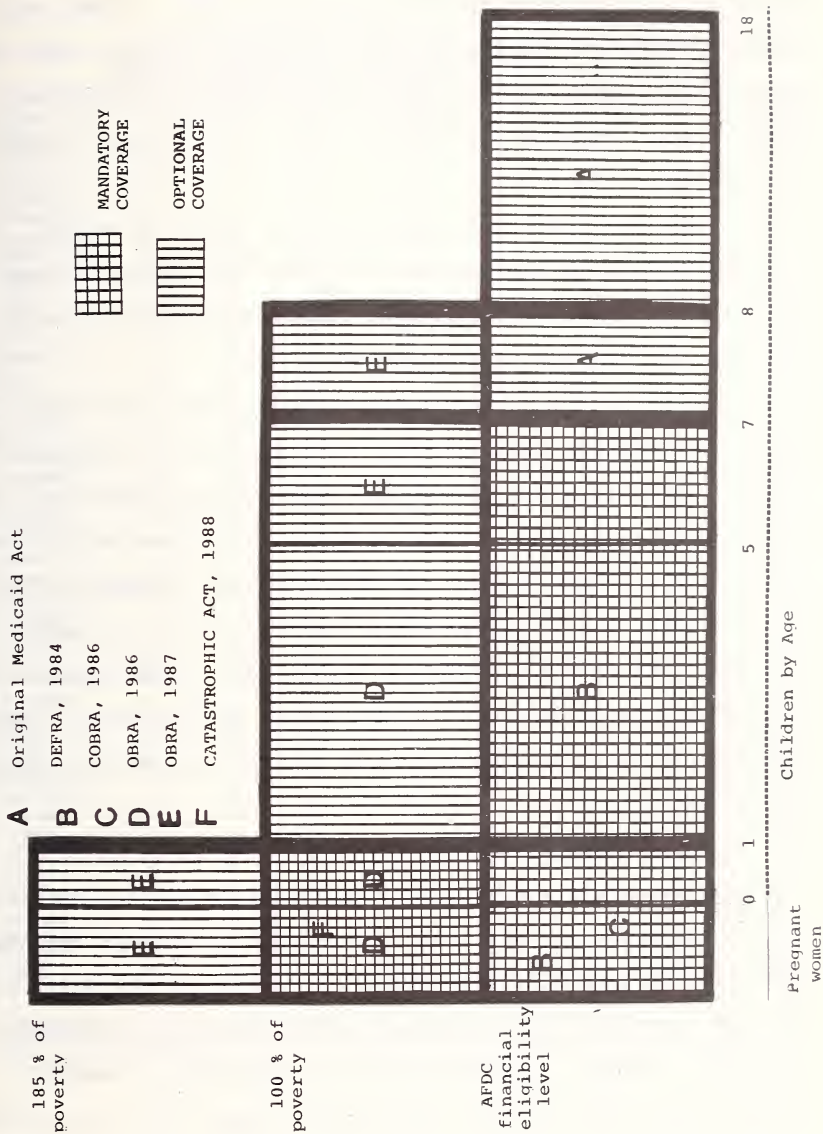 A Original Medicaid Act
B DEFRA, 1984
C COBRA, 1986
D OBRA, 1986
E OBRA, 1987
F CATASTROPHIC ACT, 1988
MANDATORY
COVERAGE
OPTIONAL
COVERAGE
185 % of
poverty
E
E
100 % of
poverty
F
D
D
D
E
E
AFDC
financial
eligibility
level
B
C
B
A
A
0
1
5
7
8
18
Pregnant
women
Children by Age